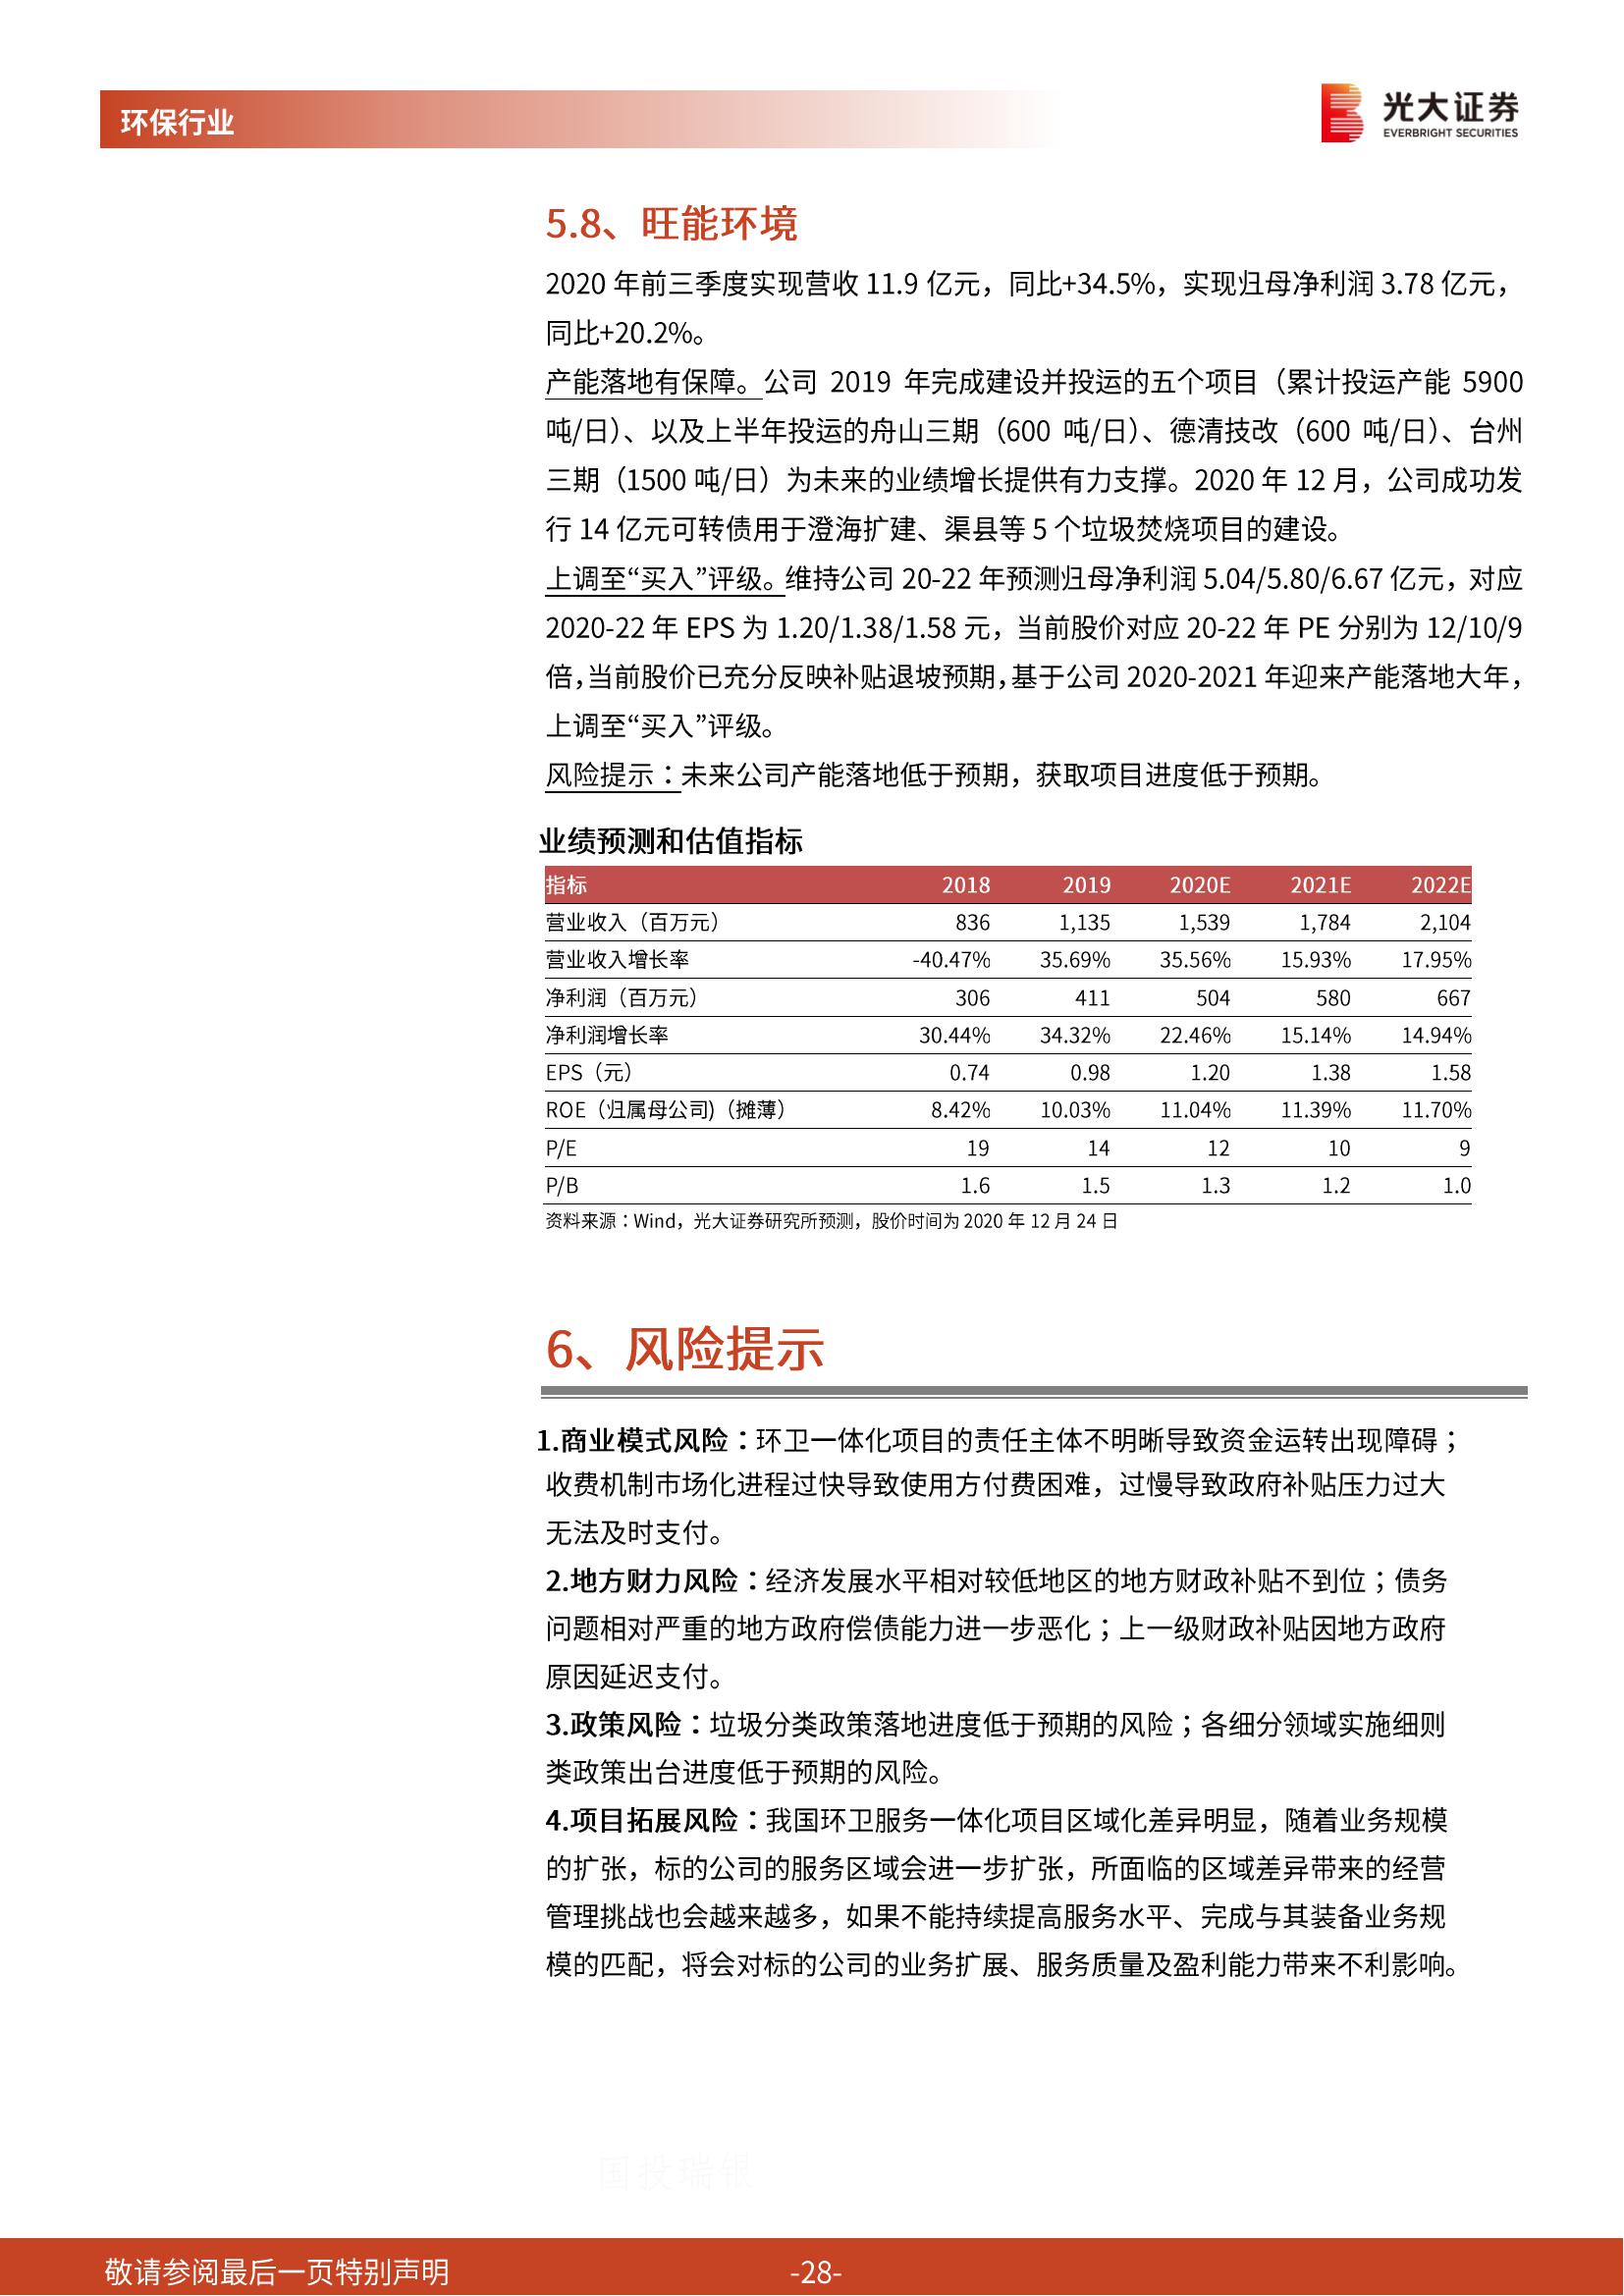 环保行业
光大证券
EVERBRIGHT SECURITIES
5.8、旺能环境
2020 年前三季度实现营收 11.9 亿元，同比+34.5%，实现归母净利润 3.78 亿元，
同比+20.2%。
产能落地有保障。公司 2019 年完成建设并投运的五个项目（累计投运产能 5900
吨/日）、以及上半年投运的舟山三期（600 吨/日）、德清技改（600 吨/日）、台州
三期（1500 吨/日）为未来的业绩增长提供有力支撑。2020 年 12 月，公司成功发
行 14 亿元可转债用于澄海扩建、渠县等 5 个垃圾焚烧项目的建设。
上调至“买入”评级。维持公司 20-22 年预测归母净利润 5.04/5.80/6.67 亿元，对应
2020-22 年 EPS 为 1.20/1.38/1.58 元，当前股价对应 20-22 年 PE 分别为 12/10/9
倍，当前股价已充分反映补贴退坡预期，基于公司 2020-2021 年迎来产能落地大年，
上调至“买入”评级。
风险提示：未来公司产能落地低于预期，获取项目进度低于预期。
业绩预测和估值指标
指标 2018 2019 2020E 2021E 2022E
营业收入（百万元） 836 1,135 1,539 1,784 2,104
营业收入增长率 -40.47% 35.69% 35.56% 15.93% 17.95%
净利润（百万元） 306 411 504 580 667
净利润增长率 30.44% 34.32% 22.46% 15.14% 14.94%
EPS（元） 0.74 0.98 1.20 1.38 1.58
ROE（归属母公司)（摊薄） 8.42% 10.03% 11.04% 11.39% 11.70%
P/E 19 14 12 10 9
P/B 1.6 1.5 1.3 1.2 1.0
资料来源：Wind，光大证券研究所预测，股价时间为 2020 年 12 月 24 日
6、风险提示
1.商业模式风险：环卫一体化项目的责任主体不明晰导致资金运转出现障碍；
收费机制市场化进程过快导致使用方付费困难，过慢导致政府补贴压力过大
无法及时支付。
2.地方财力风险：经济发展水平相对较低地区的地方财政补贴不到位；债务
问题相对严重的地方政府偿债能力进一步恶化；上一级财政补贴因地方政府
原因延迟支付。
3.政策风险：垃圾分类政策落地进度低于预期的风险；各细分领域实施细则
类政策出台进度低于预期的风险。
4.项目拓展风险：我国环卫服务一体化项目区域化差异明显，随着业务规模
的扩张，标的公司的服务区域会进一步扩张，所面临的区域差异带来的经营
管理挑战也会越来越多，如果不能持续提高服务水平、完成与其装备业务规
模的匹配，将会对标的公司的业务扩展、服务质量及盈利能力带来不利影响。
国投瑞银
敬请参阅最后一页特别声明 -28-